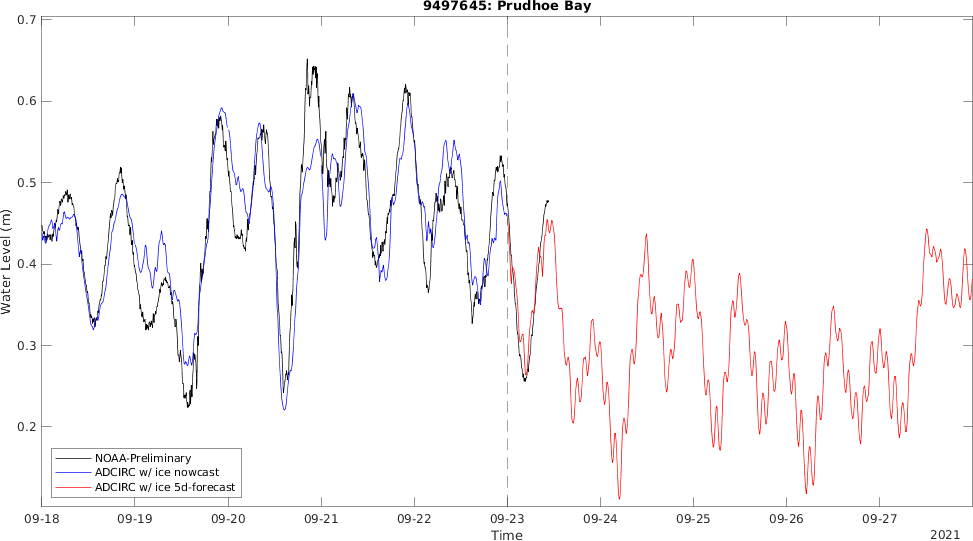 9497645: Prudhoe Bay
0.7
0.6
0.5
0.4
0.3
0.2
Water Level (m)
NOAA-Preliminary
ADCIRC w/ ice nowcast
ADCIRC w/ ice 5d-forecast
09-18 09-19 09-20 09-21 09-22 09-23 09-24 09-25 09-26 09-27
Time
2021